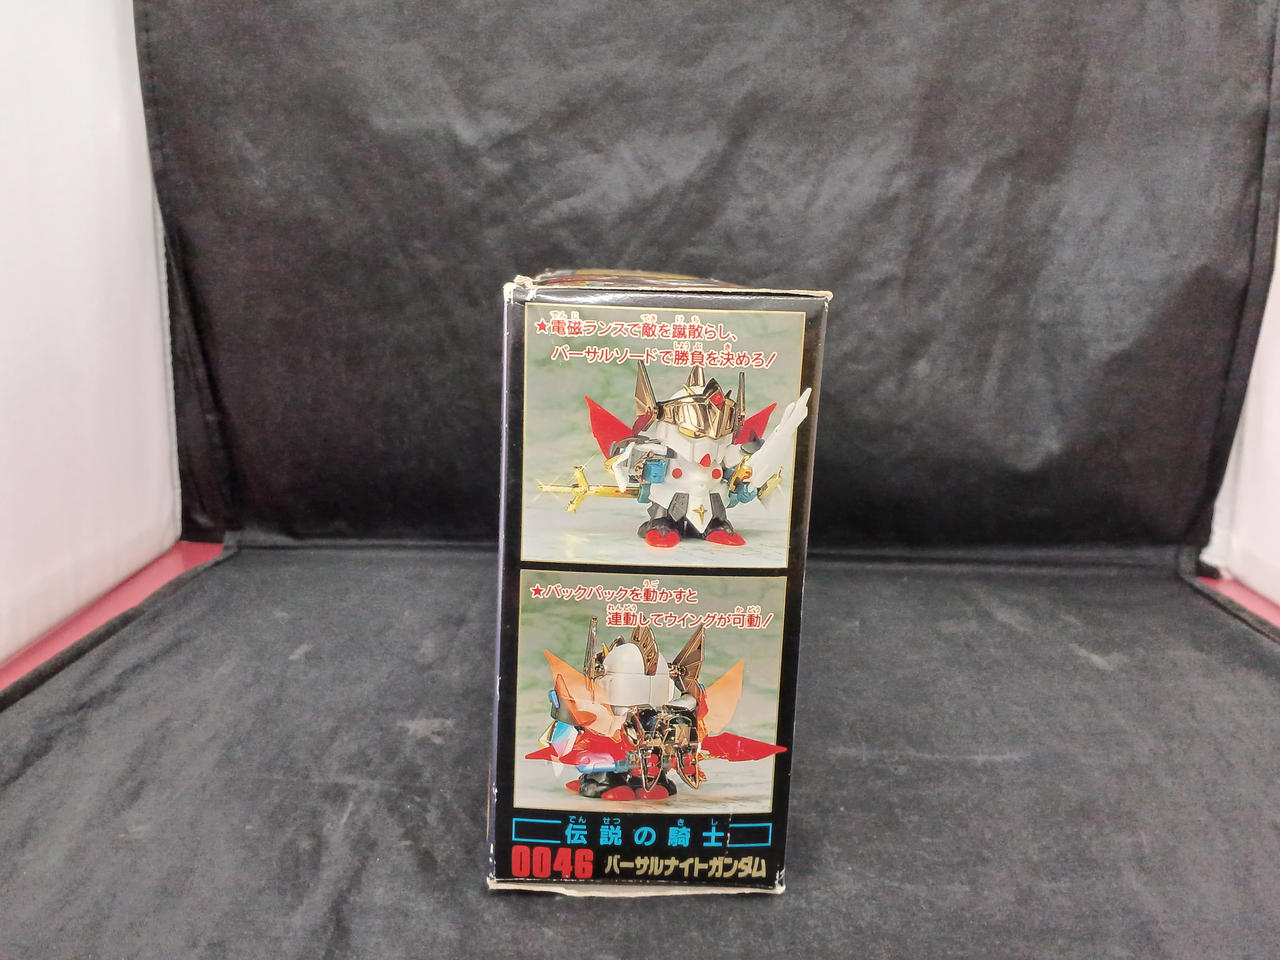 ★電磁ランスで敵を蹴散らし、
バーサルソードで勝負を決めろ!
★バックパックを動かすと
連動してウイングが可動!
伝説の騎士
0046 バーサルナイトガンダム